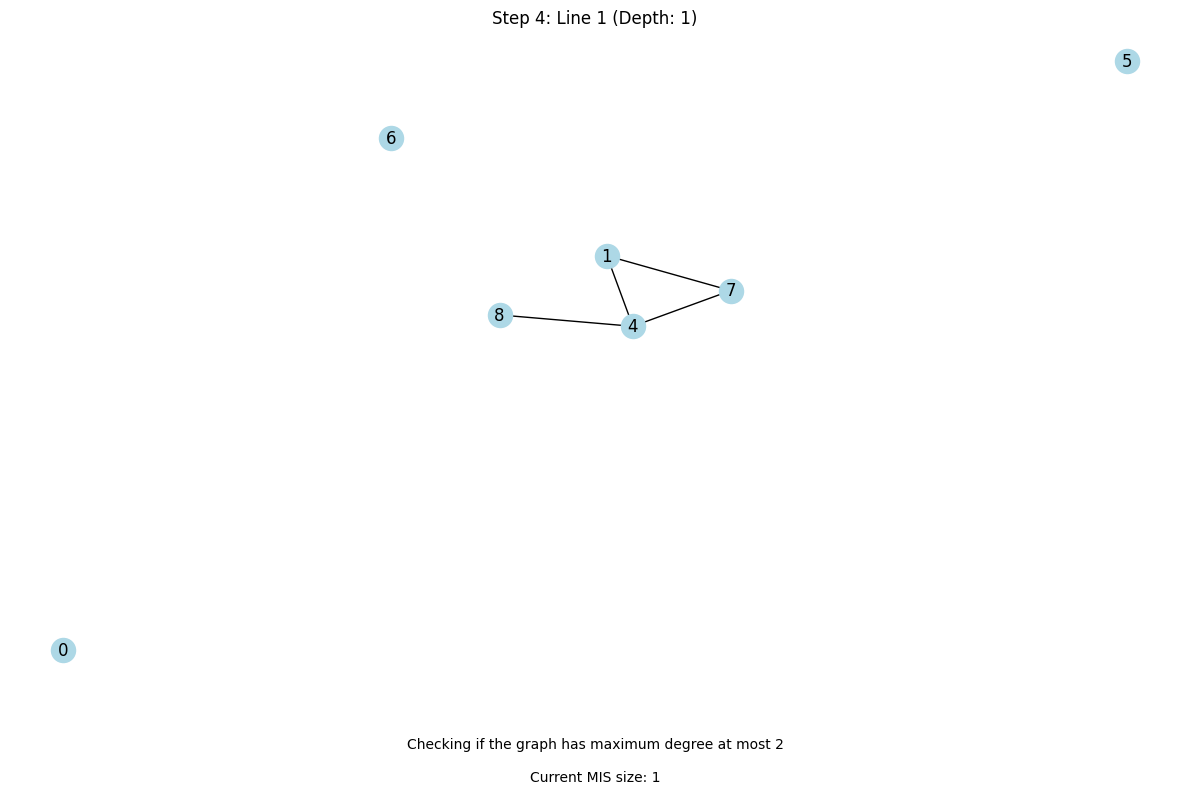 Step 4: Line 1 (Depth: 1)
5
6
1
7
8
4
0
Checking if the graph has maximum degree at most 2
Current MIS size: 1